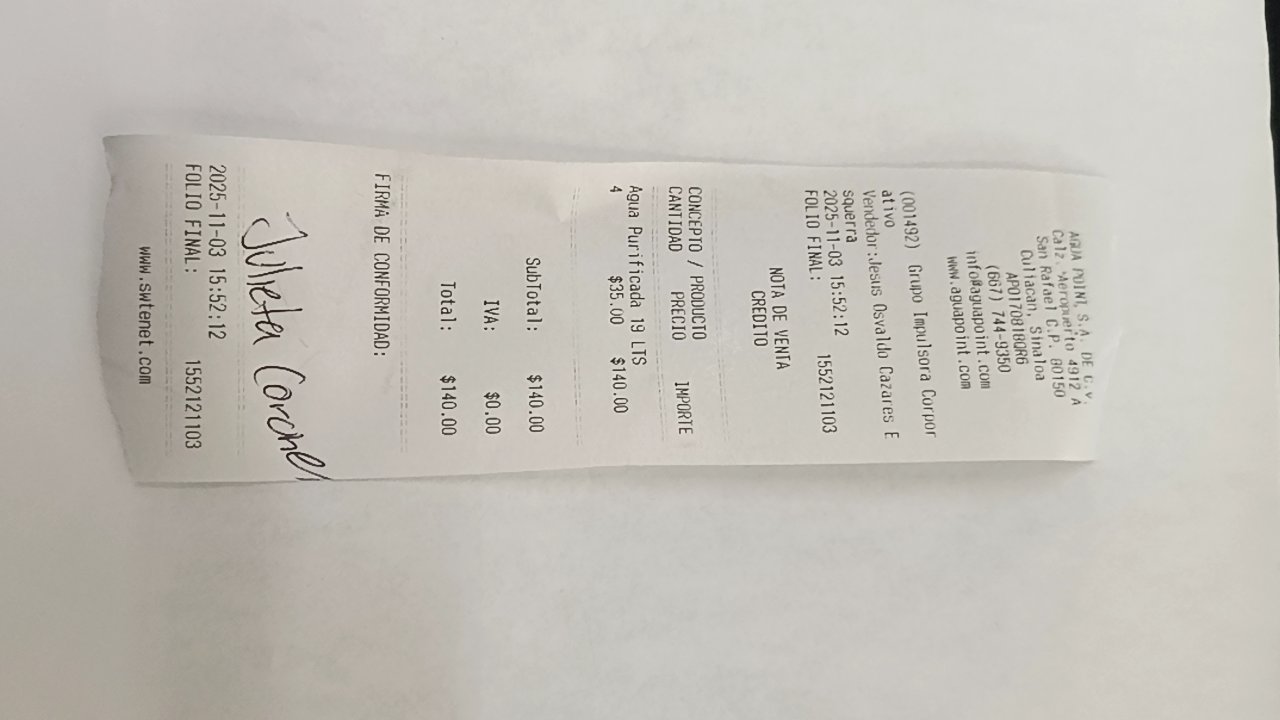 AGUA POINT S.A. DE C.V.
Calz. Aeropuerto 4912 A
San Rafael C.P. 80150
Culiacan, Sinaloa
APO170818QR6
(667) 744-9350
info@aguapoint.com
www.aguapoint.com
(001492) Grupo Impulsora Corpor
ativo
Vendedor:Jesus Osvaldo Cazares E
squerra
2025-11-03 15:52:12
FOLIO FINAL: 1552121103
NOTA DE VENTA
CREDITO
CONCEPTO / PRODUCTO
CANTIDAD PRECIO IMPORTE
Agua Purificada 19 LTS
4 $35.00 $140.00
SubTotal: $140.00
IVA: $0.00
Total: $140.00
FIRMA DE CONFORMIDAD:
Julieta Coronel
2025-11-03 15:52:12
FOLIO FINAL: 1552121103
www.swtenet.com